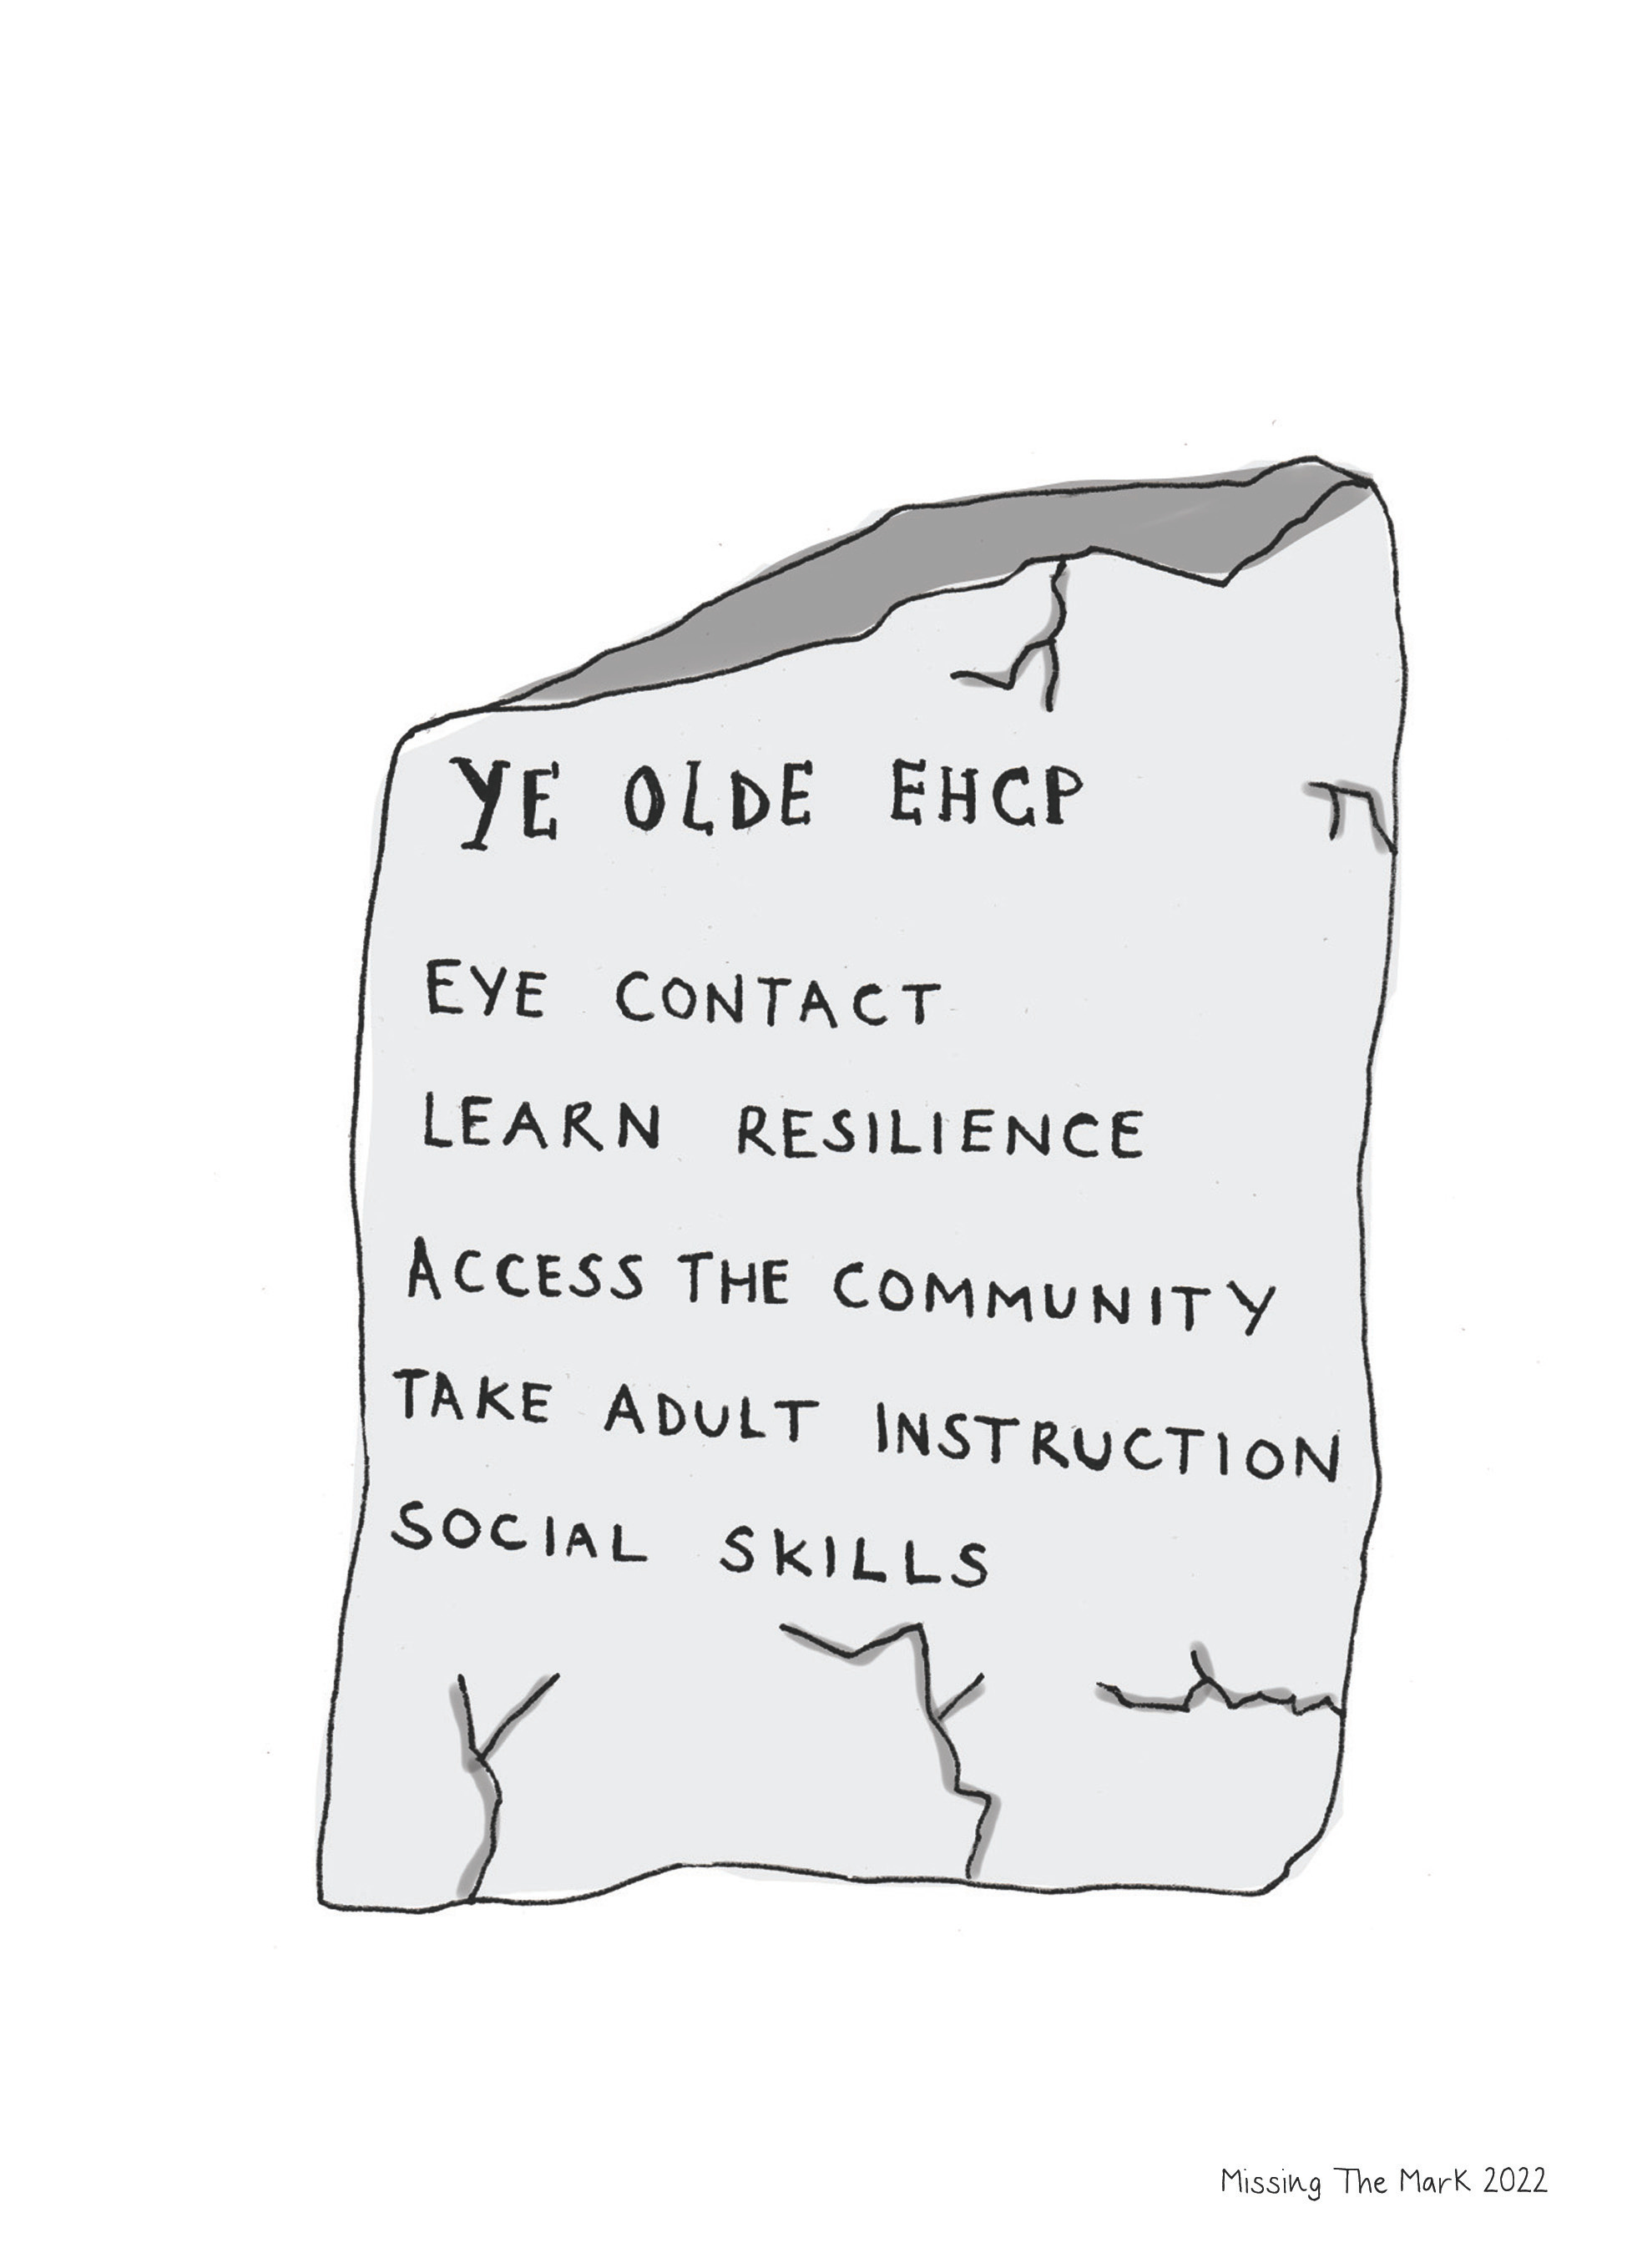 YE OLDE EHCP
EYE CONTACT
LEARN RESILIENCE
ACCESS THE COMMUNITY
TAKE ADULT INSTRUCTION
SOCIAL SKILLS
Missing The Mark 2022